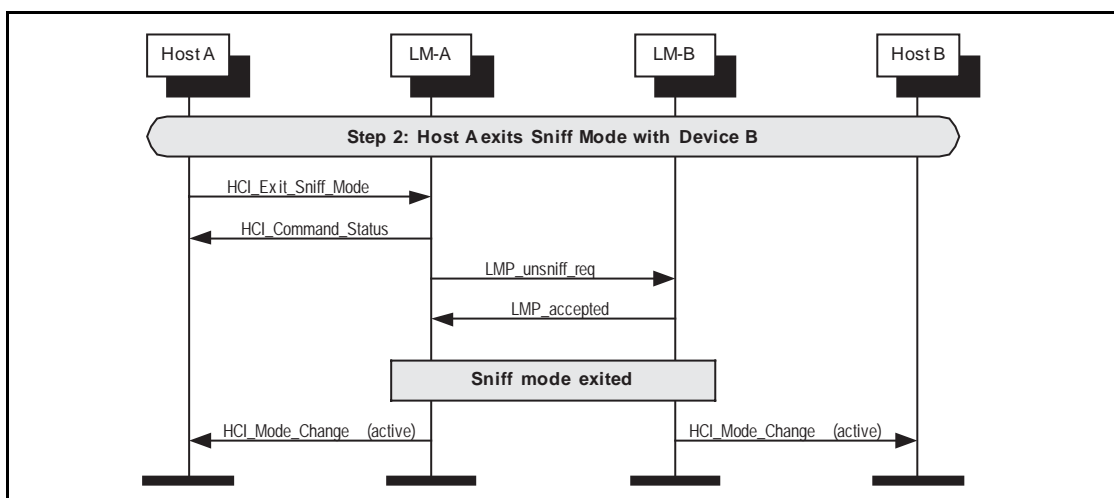 Host A
LM-A
LM-B
Host B
Step 2: Host A exits Sniff Mode with Device B
HCI_Exit_Sniff_Mode
HCI_Command_Status
LMP_unsniff_req
LMP_accepted
Sniff mode exited
HCI_Mode_Change (active)
HCI_Mode_Change (active)